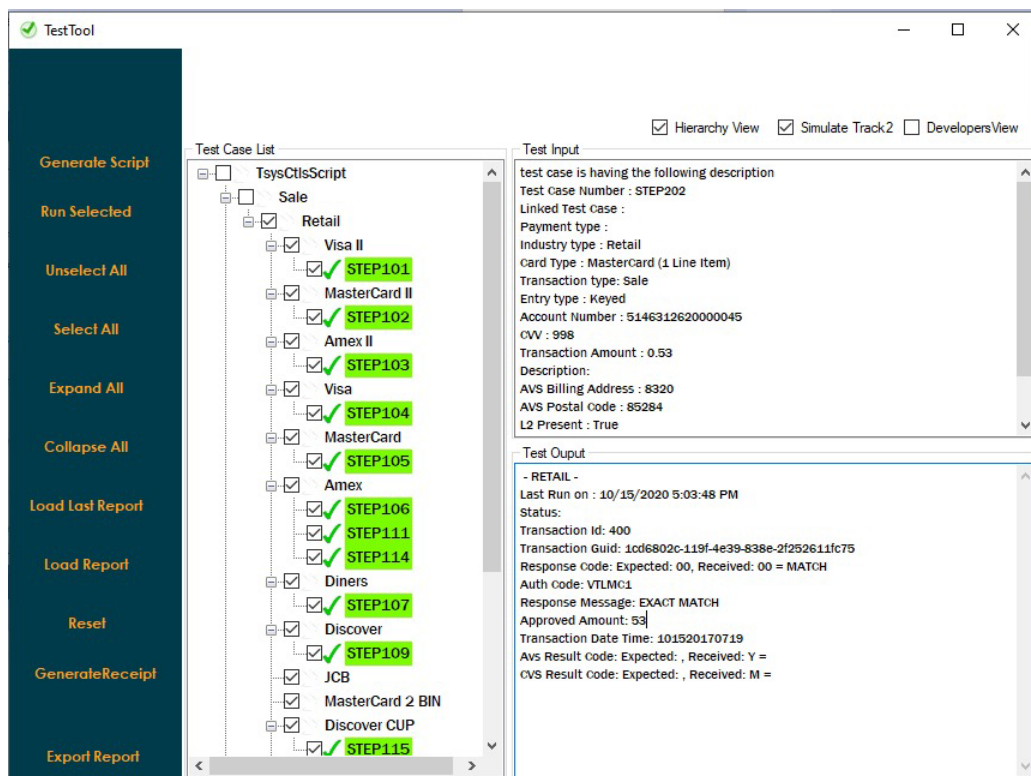 TestTool
Hierarchy View Simulate Track2 DevelopersView
Generate Script
Run Selected
Unselect All
Select All
Expand All
Collapse All
Load Last Report
Load Report
Reset
GenerateReceipt
Export Report
Test Case List
TsysCtlsScript
Sale
Retail
Visa II
STEP101
MasterCard II
STEP102
Amex II
STEP103
Visa
STEP104
MasterCard
STEP105
Amex
STEP106
STEP111
STEP114
Diners
STEP107
Discover
STEP109
JCB
MasterCard 2 BIN
Discover CUP
STEP115
Test Input
test case is having the following description
Test Case Number : STEP202
Linked Test Case :
Payment type :
Industry type : Retail
Card Type : MasterCard (1 Line Item)
Transaction type: Sale
Entry type : Keyed
Account Number : 5146312620000045
CVV : 998
Transaction Amount : 0.53
Description:
AVS Billing Address : 8320
AVS Postal Code : 85284
L2 Present : True
Test Ouput
- RETAIL -
Last Run on : 10/15/2020 5:03:48 PM
Status:
Transaction Id: 400
Transaction Guid: 1cd6802c-119f-4e39-838e-2f252611fc75
Response Code: Expected: 00, Received: 00 = MATCH
Auth Code: VTLMC1
Response Message: EXACT MATCH
Approved Amount: 53
Transaction Date Time: 101520170719
Avs Result Code: Expected: , Received: Y =
CVS Result Code: Expected: , Received: M =